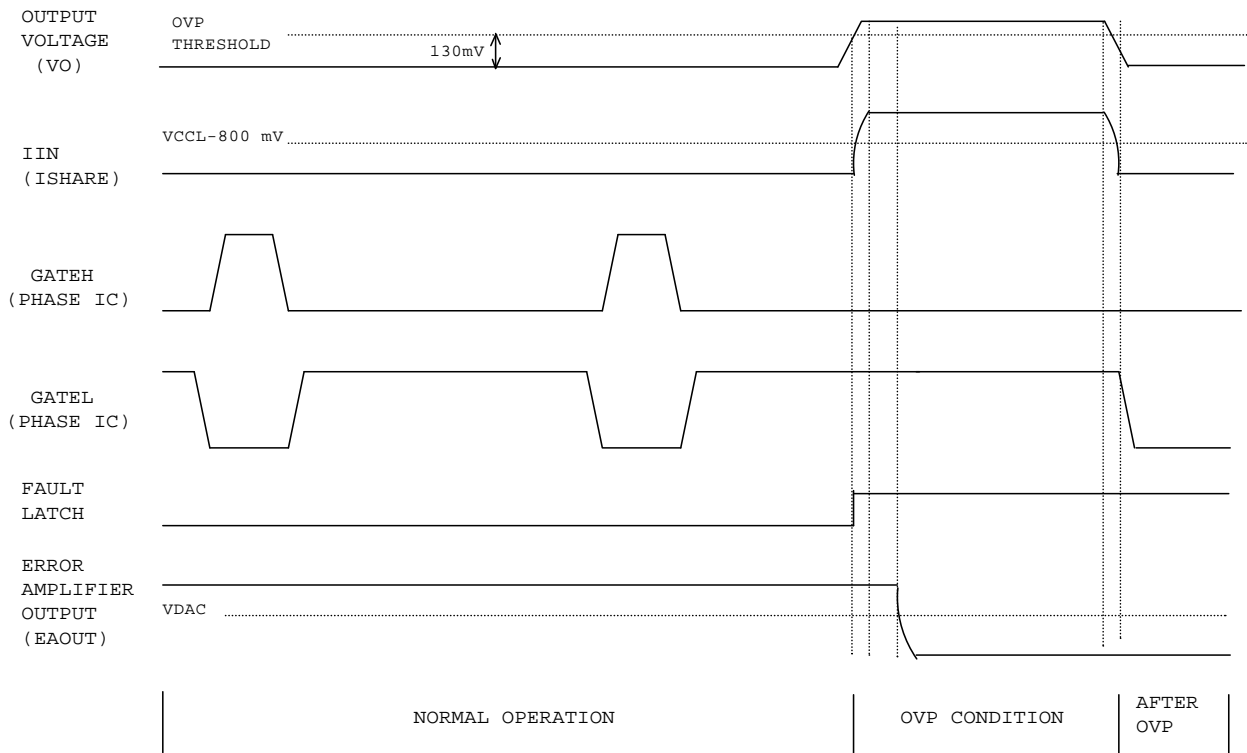 OUTPUT
VOLTAGE
(VO)
OVP
THRESHOLD
130mV
VCCL-800 mV
IIN
(ISHARE)
GATEH
(PHASE IC)
GATEL
(PHASE IC)
FAULT
LATCH
ERROR
AMPLIFIER
OUTPUT
(EAOUT)
VDAC
NORMAL OPERATION
OVP CONDITION
AFTER
OVP